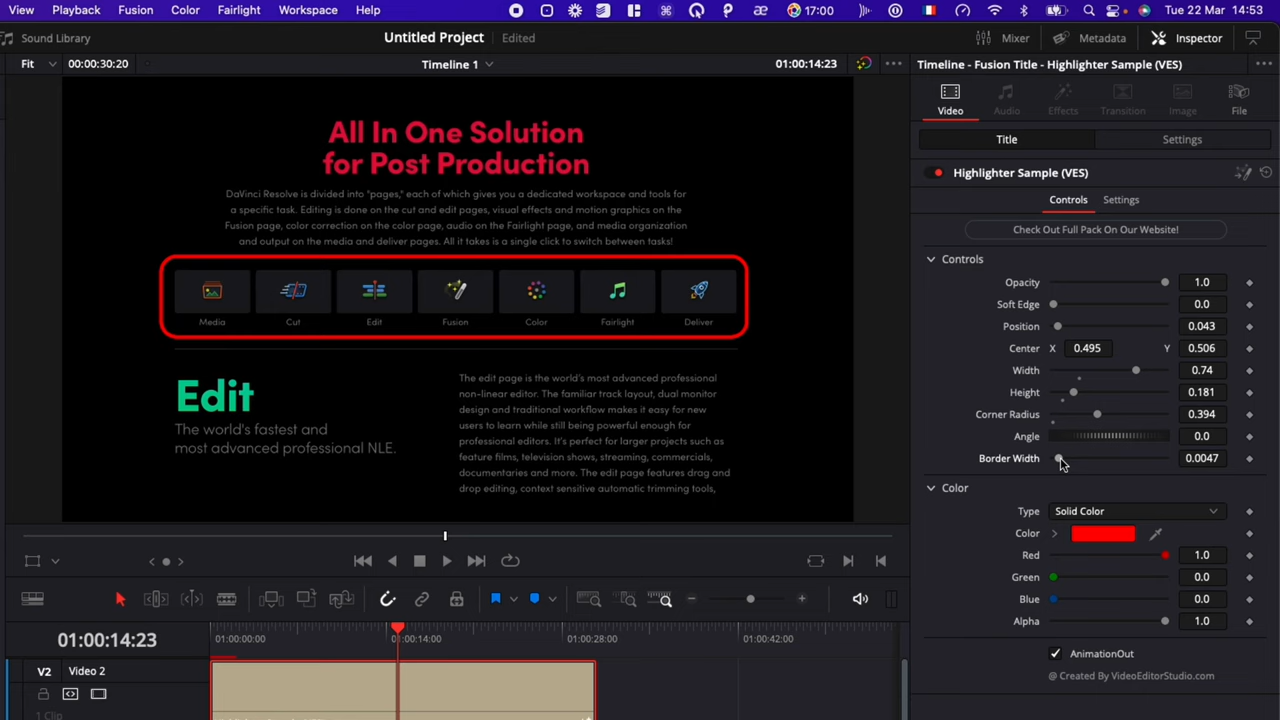 View Playback Fusion Color Fairlight Workspace Help 17:00 Tue 22 Mar 14:53
Sound Library Untitled Project Edited Mixer Metadata Inspector
Fit 00:00:30:20 Timeline 1 01:00:14:23 Timeline - Fusion Title - Highlighter Sample (VES)
Video Audio Effects Transition Image File
Title Settings
Highlighter Sample (VES)
Controls Settings
Check Out Full Pack On Our Website!
Controls
Opacity 1.0
Soft Edge 0.0
Position 0.043
Center X 0.495 Y 0.506
Width 0.74
Height 0.181
Corner Radius 0.394
Angle 0.0
Border Width 0.0047
Color
Type Solid Color
Color
Red 1.0
Green 0.0
Blue 0.0
Alpha 1.0
AnimationOut
@ Created By VideoEditorStudio.com
All In One Solution
for Post Production
DaVinci Resolve is divided into "pages," each of which gives you a dedicated workspace and tools for
a specific task. Editing is done on the cut and edit pages, visual effects and motion graphics on the
Fusion page, color correction on the color page, audio on the Fairlight page, and media organization
and output on the media and deliver pages. All it takes is a single click to switch between tasks!
Media Cut Edit Fusion Color Fairlight Deliver
Edit
The world's fastest and
most advanced professional NLE.
The edit page is the world's most advanced professional
non-linear editor. The familiar track layout, dual monitor
design and traditional workflow makes it easy for new
users to learn while still being powerful enough for
professional editors. It's perfect for larger projects such as
feature films, television shows, streaming, commercials,
documentaries and more. The edit page features drag and
drop editing, context sensitive automatic trimming tools,
01:00:14:23 01:00:00:00 01:00:14:00 01:00:28:00 01:00:42:00
V2 Video 2
1 Clip